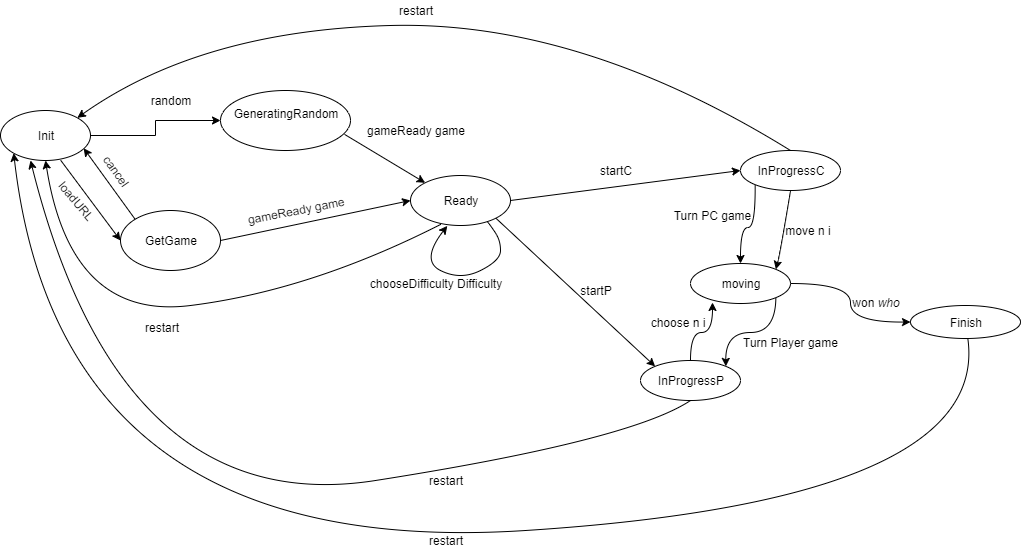 restart
random
GeneratingRandom
Init
gameReady game
cancel
loadURL
startC
InProgressC
Ready
gameReady game
GetGame
Turn PC game
move n i
chooseDifficulty Difficulty
moving
startP
won who
restart
choose n i
Finish
Turn Player game
InProgressP
restart
restart